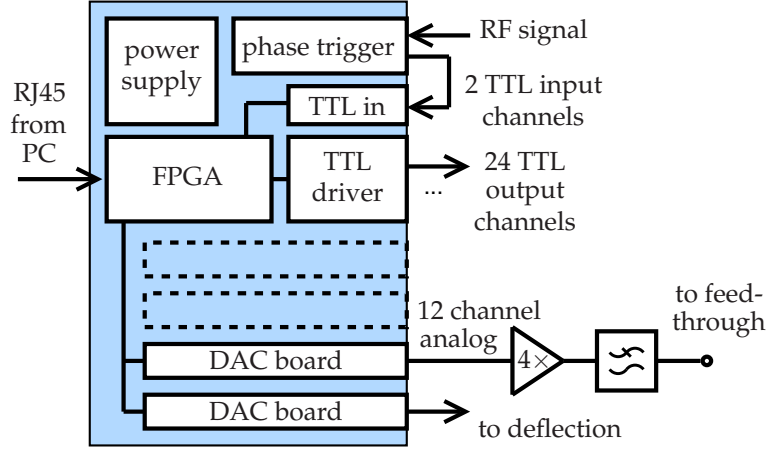 power
supply
phase trigger
RF signal
RJ45
from
PC
TTL in
2 TTL input
channels
FPGA
TTL
driver
...
24 TTL
output
channels
12 channel
analog
to feed-
through
DAC board
4×
DAC board
to deflection